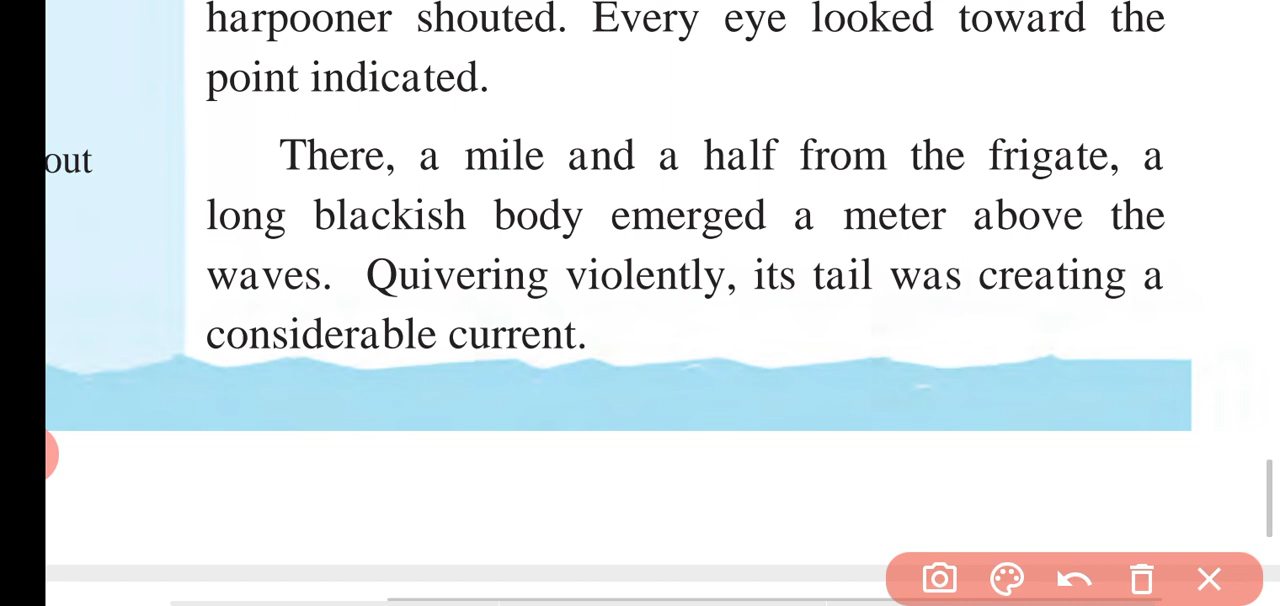 harpooner shouted. Every eye looked toward the
point indicated.
out
There, a mile and a half from the frigate, a
long blackish body emerged a meter above the
waves. Quivering violently, its tail was creating a
considerable current.